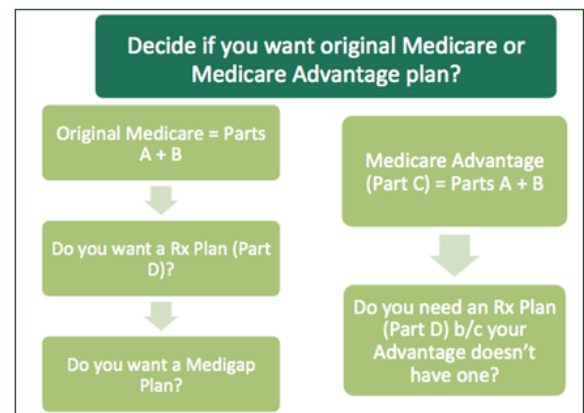 Decide if you want original Medicare or
Medicare Advantage plan?
Original Medicare = Parts
A + B
Do you want a Rx Plan (Part
D)?
Do you want a Medigap
Plan?
Medicare Advantage
(Part C) = Parts A + B
Do you need an Rx Plan
(Part D) b/c your
Advantage doesn't
have one?